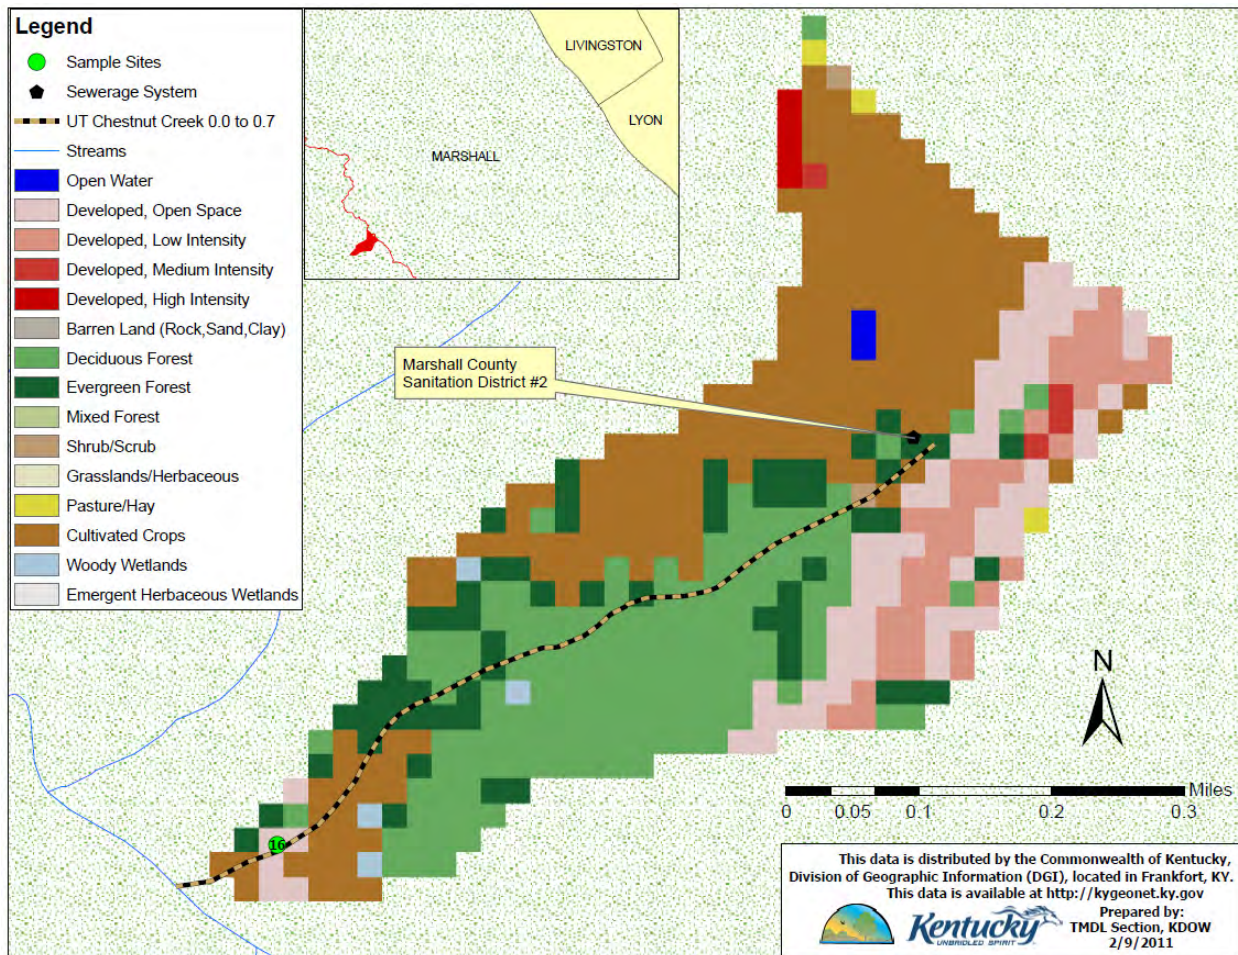 Legend
Sample Sites
Sewerage System
UT Chestnut Creek 0.0 to 0.7
Streams
Open Water
Developed, Open Space
Developed, Low Intensity
Developed, Medium Intensity
Developed, High Intensity
Barren Land (Rock,Sand,Clay)
Deciduous Forest
Evergreen Forest
Mixed Forest
Shrub/Scrub
Grasslands/Herbaceous
Pasture/Hay
Cultivated Crops
Woody Wetlands
Emergent Herbaceous Wetlands
LIVINGSTON
LYON
MARSHALL
Marshall County
Sanitation District #2
16
N
Miles
0 0.05 0.1 0.2 0.3
This data is distributed by the Commonwealth of Kentucky,
Division of Geographic Information (DGI), located in Frankfort, KY.
This data is available at http://kygeonet.ky.gov
Kentucky
UNBRIDLED SPIRIT
Prepared by:
TMDL Section, KDOW
2/9/2011